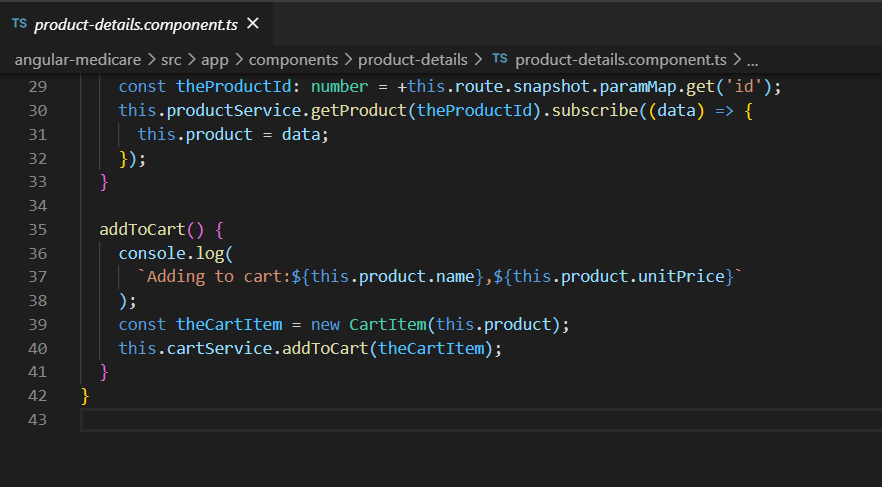 TS product-details.component.ts ×
angular-medicare > src > app > components > product-details > TS product-details.component.ts > ...
29 const theProductId: number = +this.route.snapshot.paramMap.get('id');
30 this.productService.getProduct(theProductId).subscribe((data) => {
31 this.product = data;
32 });
33 }
34
35 addToCart() {
36 console.log(
37 `Adding to cart:${this.product.name},${this.product.unitPrice}`
38 );
39 const theCartItem = new CartItem(this.product);
40 this.cartService.addToCart(theCartItem);
41 }
42 }
43